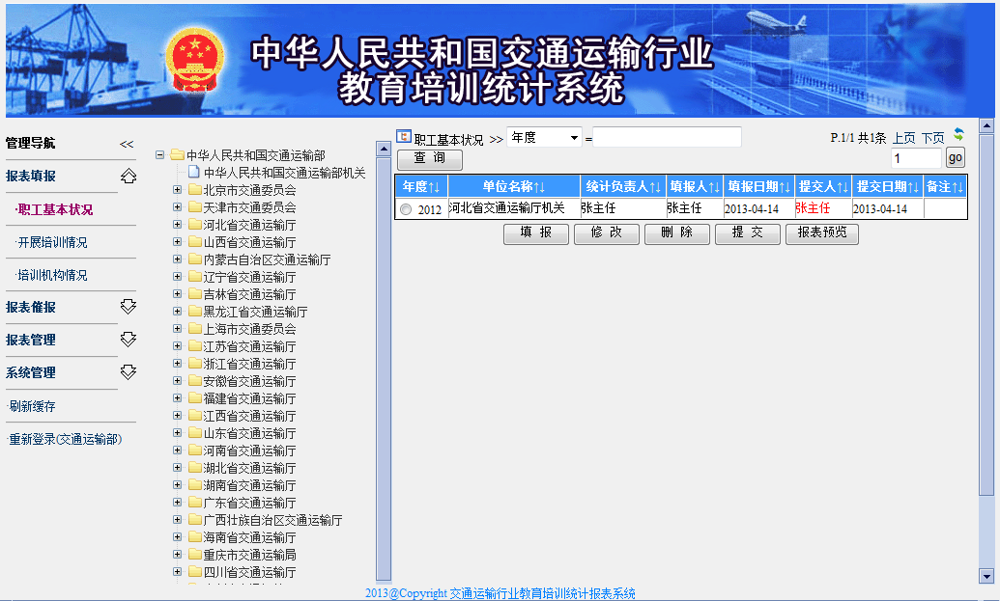 中华人民共和国交通运输行业
教育培训统计系统
管理导航 <<
报表填报
·职工基本状况
·开展培训情况
·培训机构情况
报表催报
报表管理
系统管理
·刷新缓存
·重新登录(交通运输部)
中华人民共和国交通运输部
中华人民共和国交通运输部机关
北京市交通委员会
天津市交通委员会
河北省交通运输厅
山西省交通运输厅
内蒙古自治区交通运输厅
辽宁省交通运输厅
吉林省交通运输厅
黑龙江省交通运输厅
上海市交通委员会
江苏省交通运输厅
浙江省交通运输厅
安徽省交通运输厅
福建省交通运输厅
江西省交通运输厅
山东省交通运输厅
河南省交通运输厅
湖北省交通运输厅
湖南省交通运输厅
广东省交通运输厅
广西壮族自治区交通运输厅
海南省交通运输厅
重庆市交通运输局
四川省交通运输厅
职工基本状况 >> 年度 = P.1/1 共1条 上页 下页
查 询 1 go
年度↑↓ 单位名称↑↓ 统计负责人↑↓ 填报人↑↓ 填报日期↑↓ 提交人↑↓ 提交日期↑↓ 备注↑↓
2012 河北省交通运输厅机关 张主任 张主任 2013-04-14 张主任 2013-04-14
填 报 修 改 删 除 提 交 报表预览
2013@Copyright 交通运输行业教育培训统计报表系统